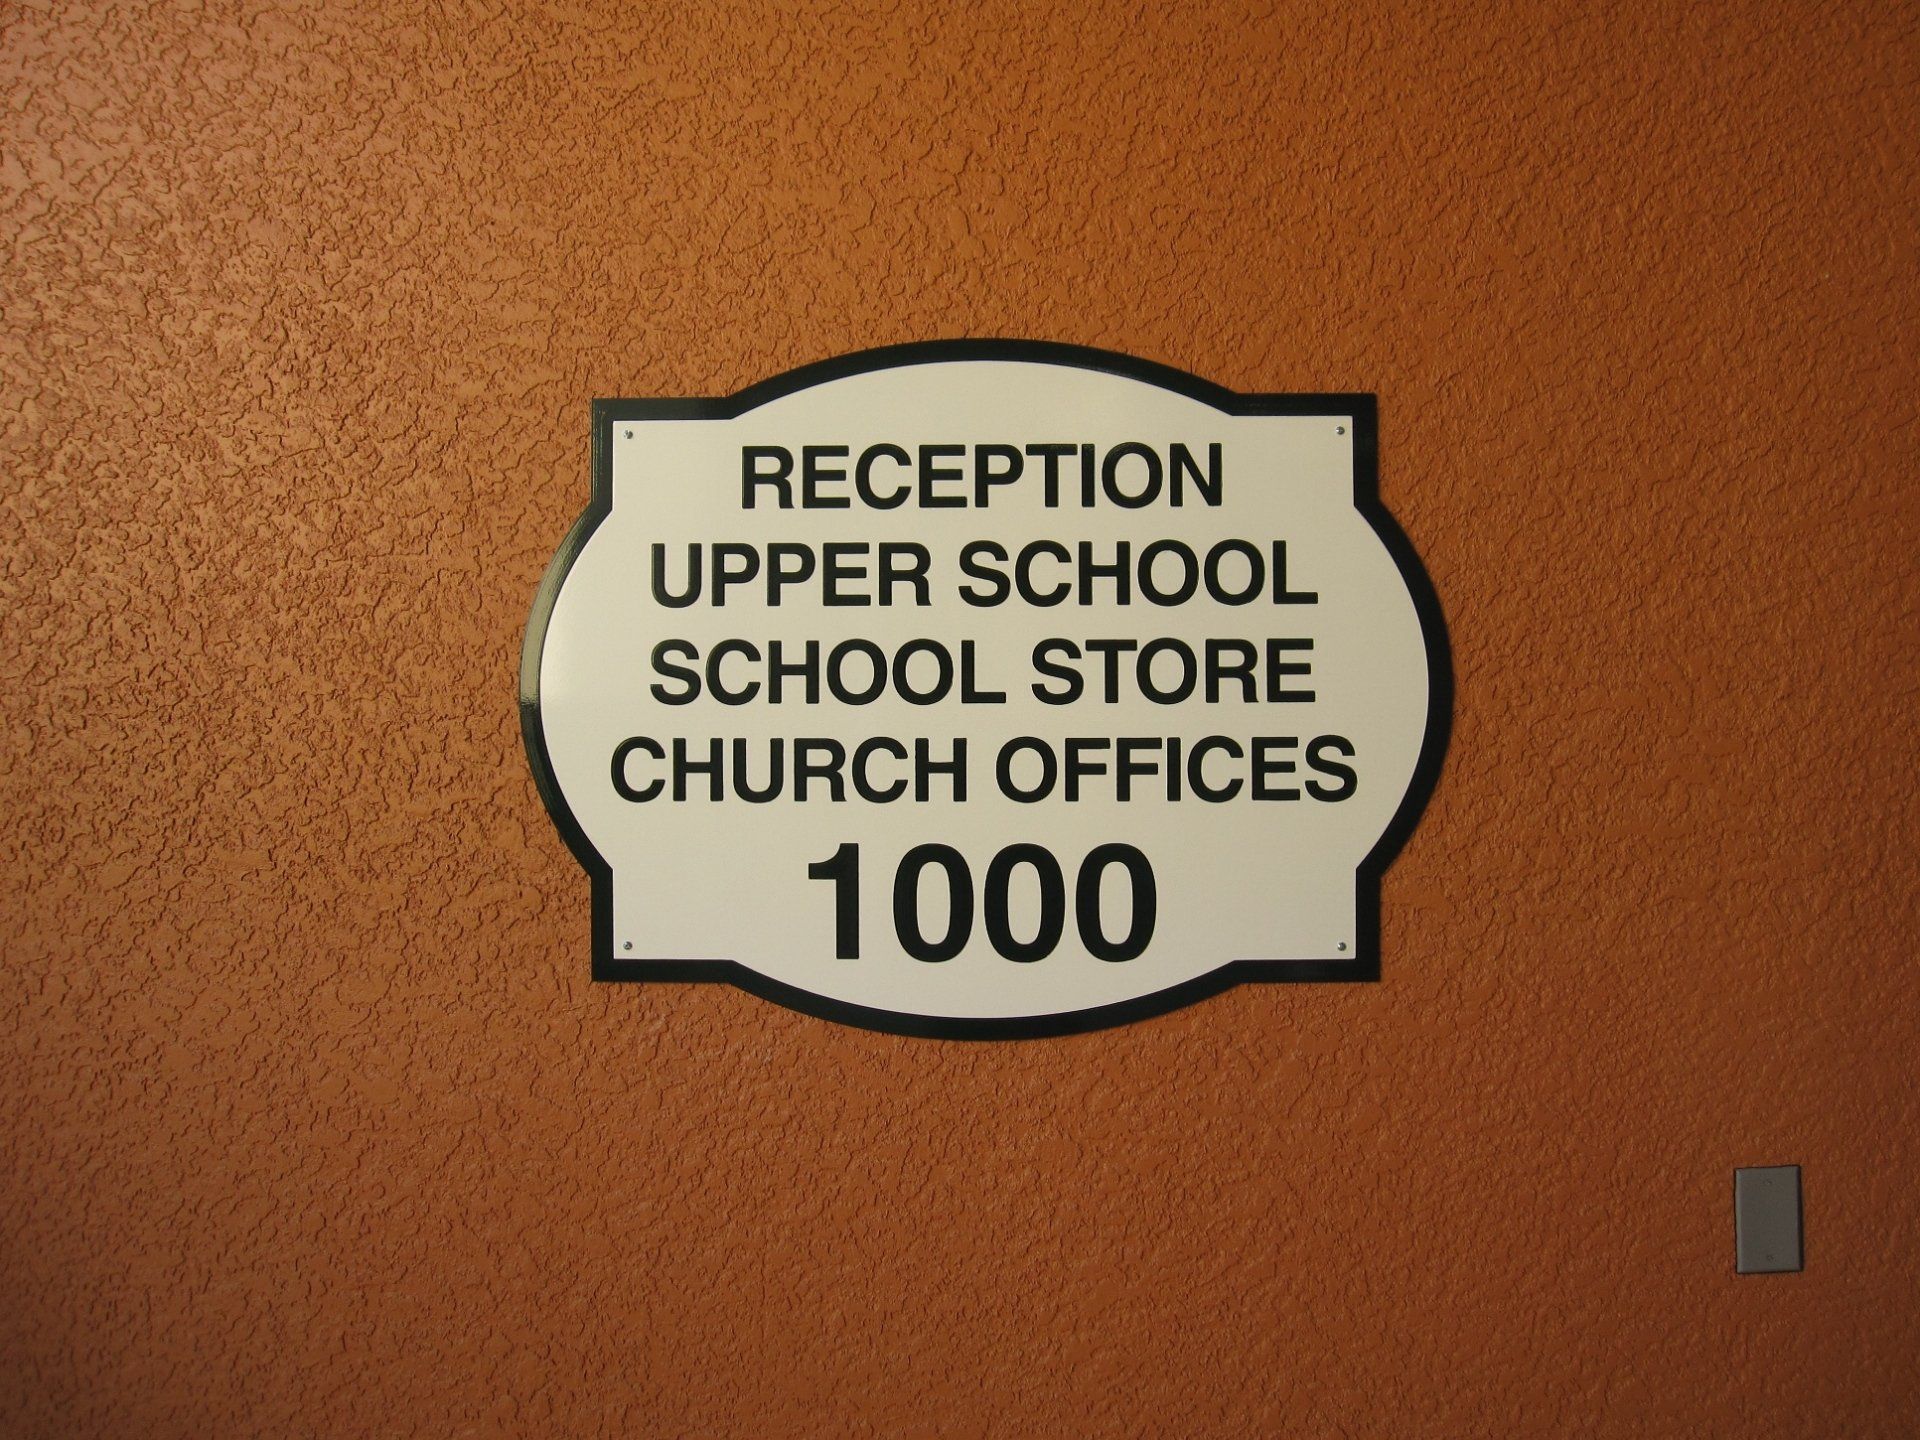 RECEPTION
UPPER SCHOOL
SCHOOL STORE
CHURCH OFFICES
1000